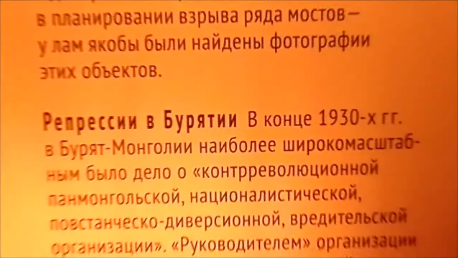 в планировании взрыва ряда мостов—
у лам якобы были найдены фотографии
этих объектов.
Репрессии в Бурятии В конце 1930-х гг.
в Бурят-Монголии наиболее широкомасштаб-
ным было дело о «контрреволюционной
панмонгольской, националистической,
повстанческо-диверсионной, вредительской
организации». «Руководителем» организации